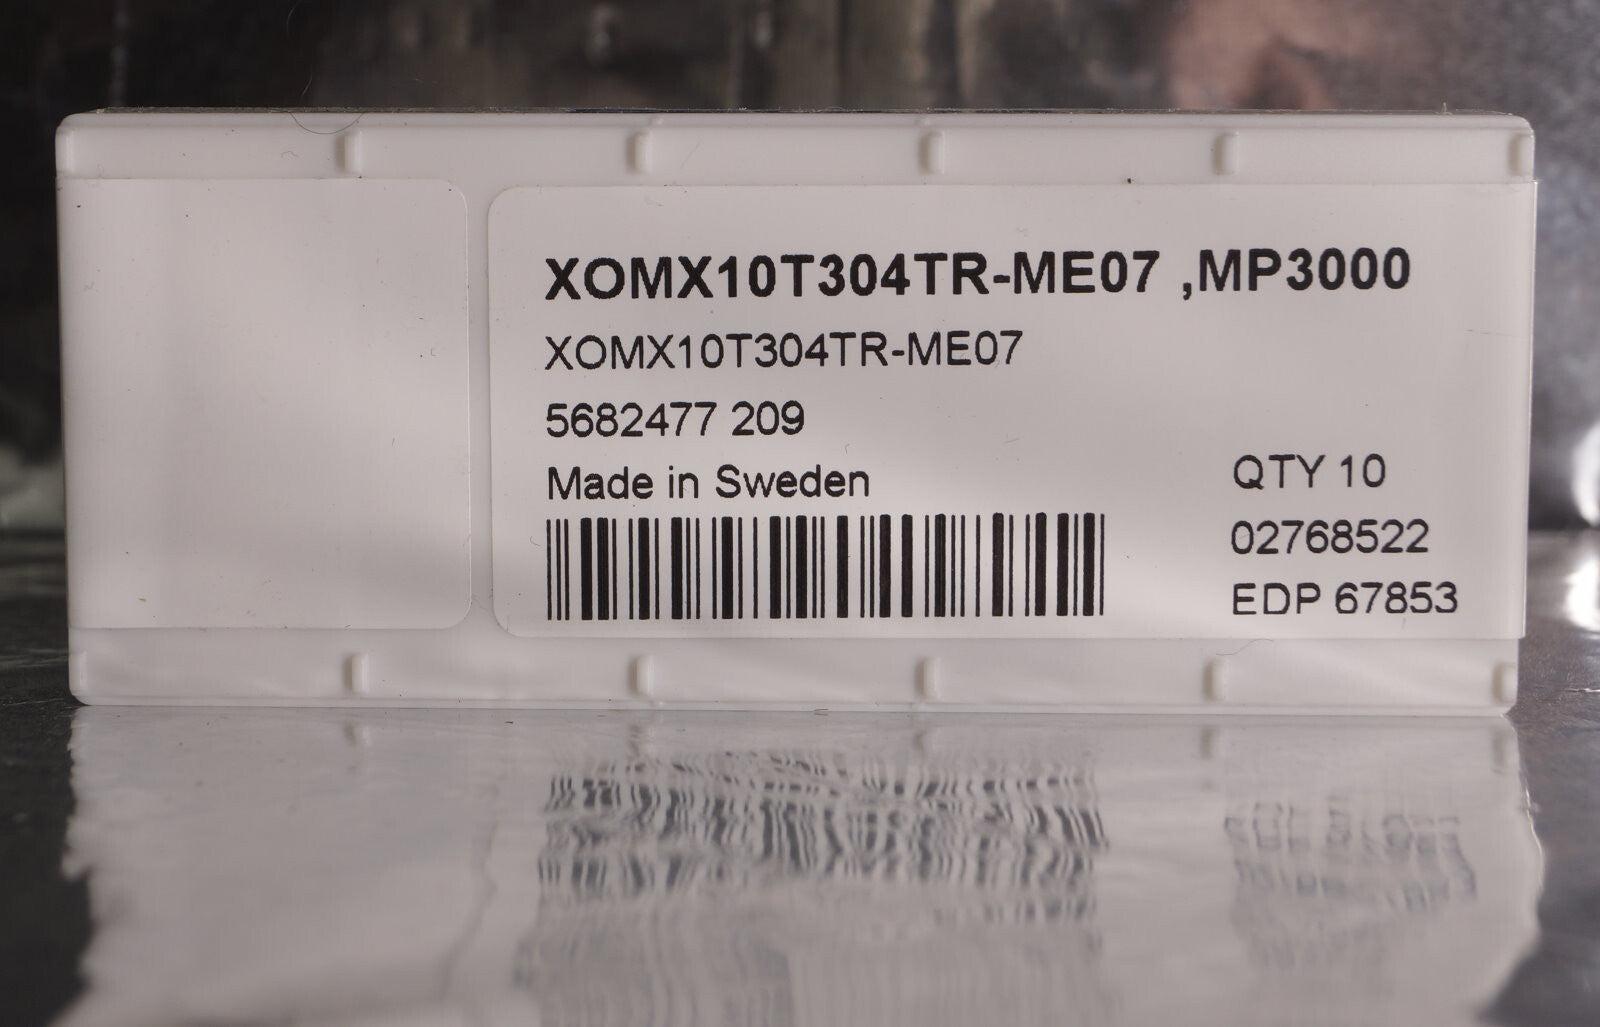 XOMX10T304TR-ME07 ,MP3000
XOMX10T304TR-ME07
5682477 209
Made in Sweden
QTY 10
02768522
EDP 67853